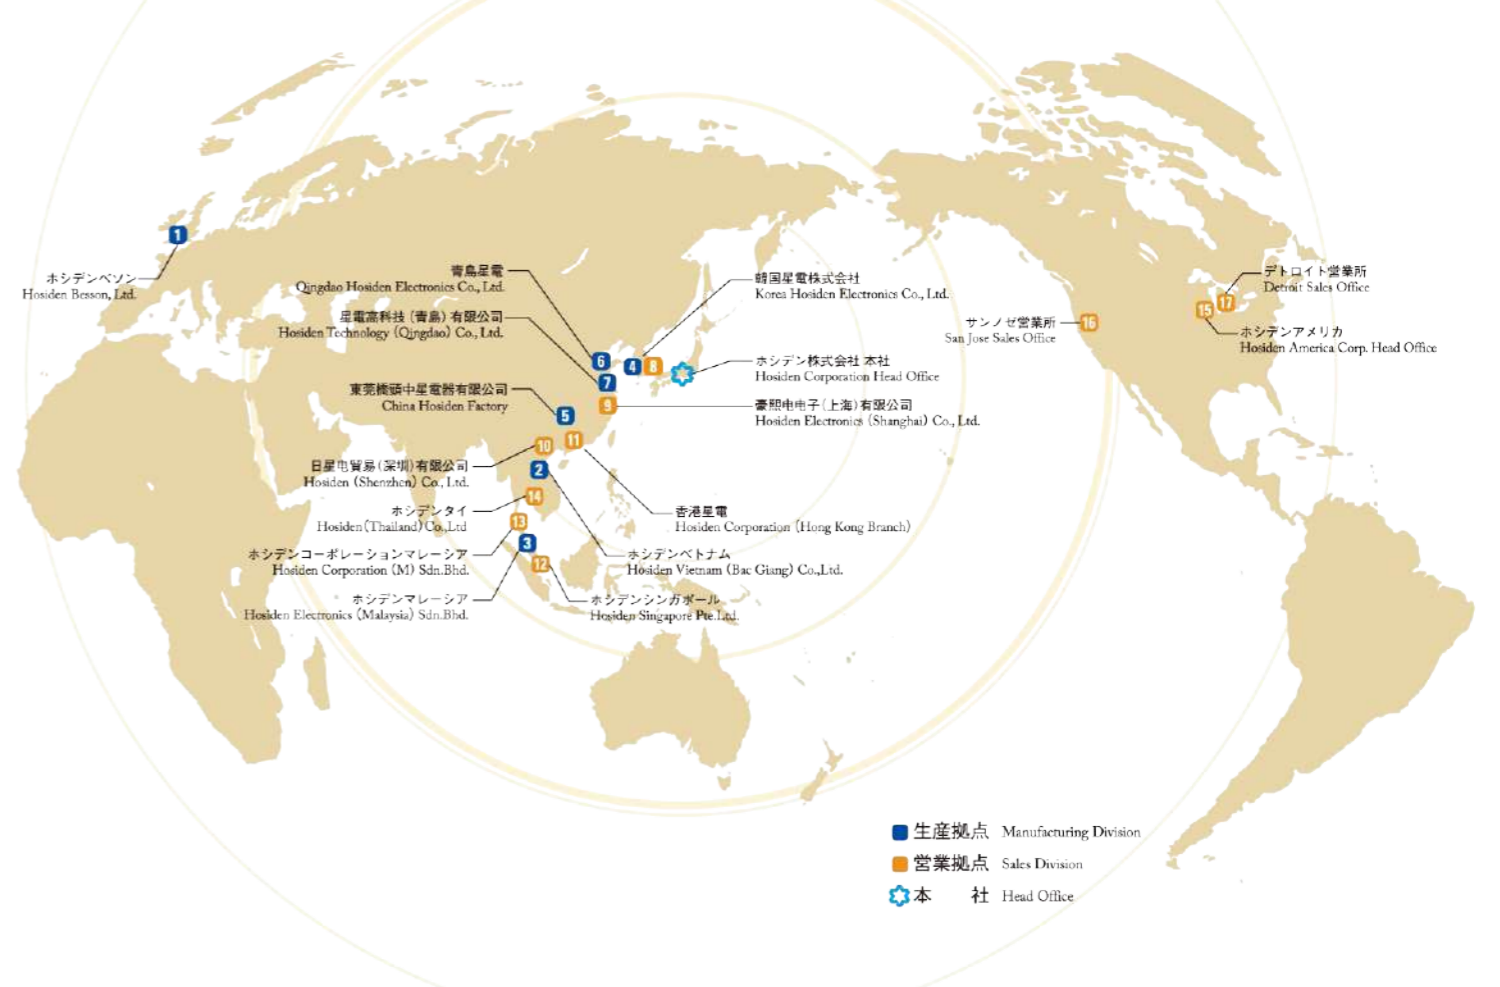 1
ホシデンベソン
Hosiden Besson, Ltd.
青島星電
Qingdao Hosiden Electronics Co., Ltd.
星電高科技（青島）有限公司
Hosiden Technology (Qingdao) Co., Ltd.
東莞橋頭中星電器有限公司
China Hosiden Factory
日星电貿易（深圳）有限公司
Hosiden (Shenzhen) Co., Ltd.
ホシデンタイ
Hosiden(Thailand)Co.,Ltd
ホシデンコーポレーションマレーシア
Hosiden Corporation (M) Sdn.Bhd.
ホシデンマレーシア
Hosiden Electronics (Malaysia) Sdn.Bhd.
6
4
8
7
9
5
11
10
2
14
13
3
12
韓国星電株式会社
Korea Hosiden Electronics Co., Ltd.
ホシデン株式会社 本社
Hosiden Corporation Head Office
豪熙电电子（上海）有限公司
Hosiden Electronics (Shanghai) Co., Ltd.
香港星電
Hosiden Corporation (Hong Kong Branch)
ホシデンベトナム
Hosiden Vietnam (Bac Giang) Co.,Ltd.
ホシデンシンガポール
Hosiden Singapore Pte.Ltd.
サンノゼ営業所
San Jose Sales Office
16
15
17
デトロイト営業所
Detroit Sales Office
ホシデンアメリカ
Hosiden America Corp. Head Office
生産拠点 Manufacturing Division
営業拠点 Sales Division
本 社 Head Office